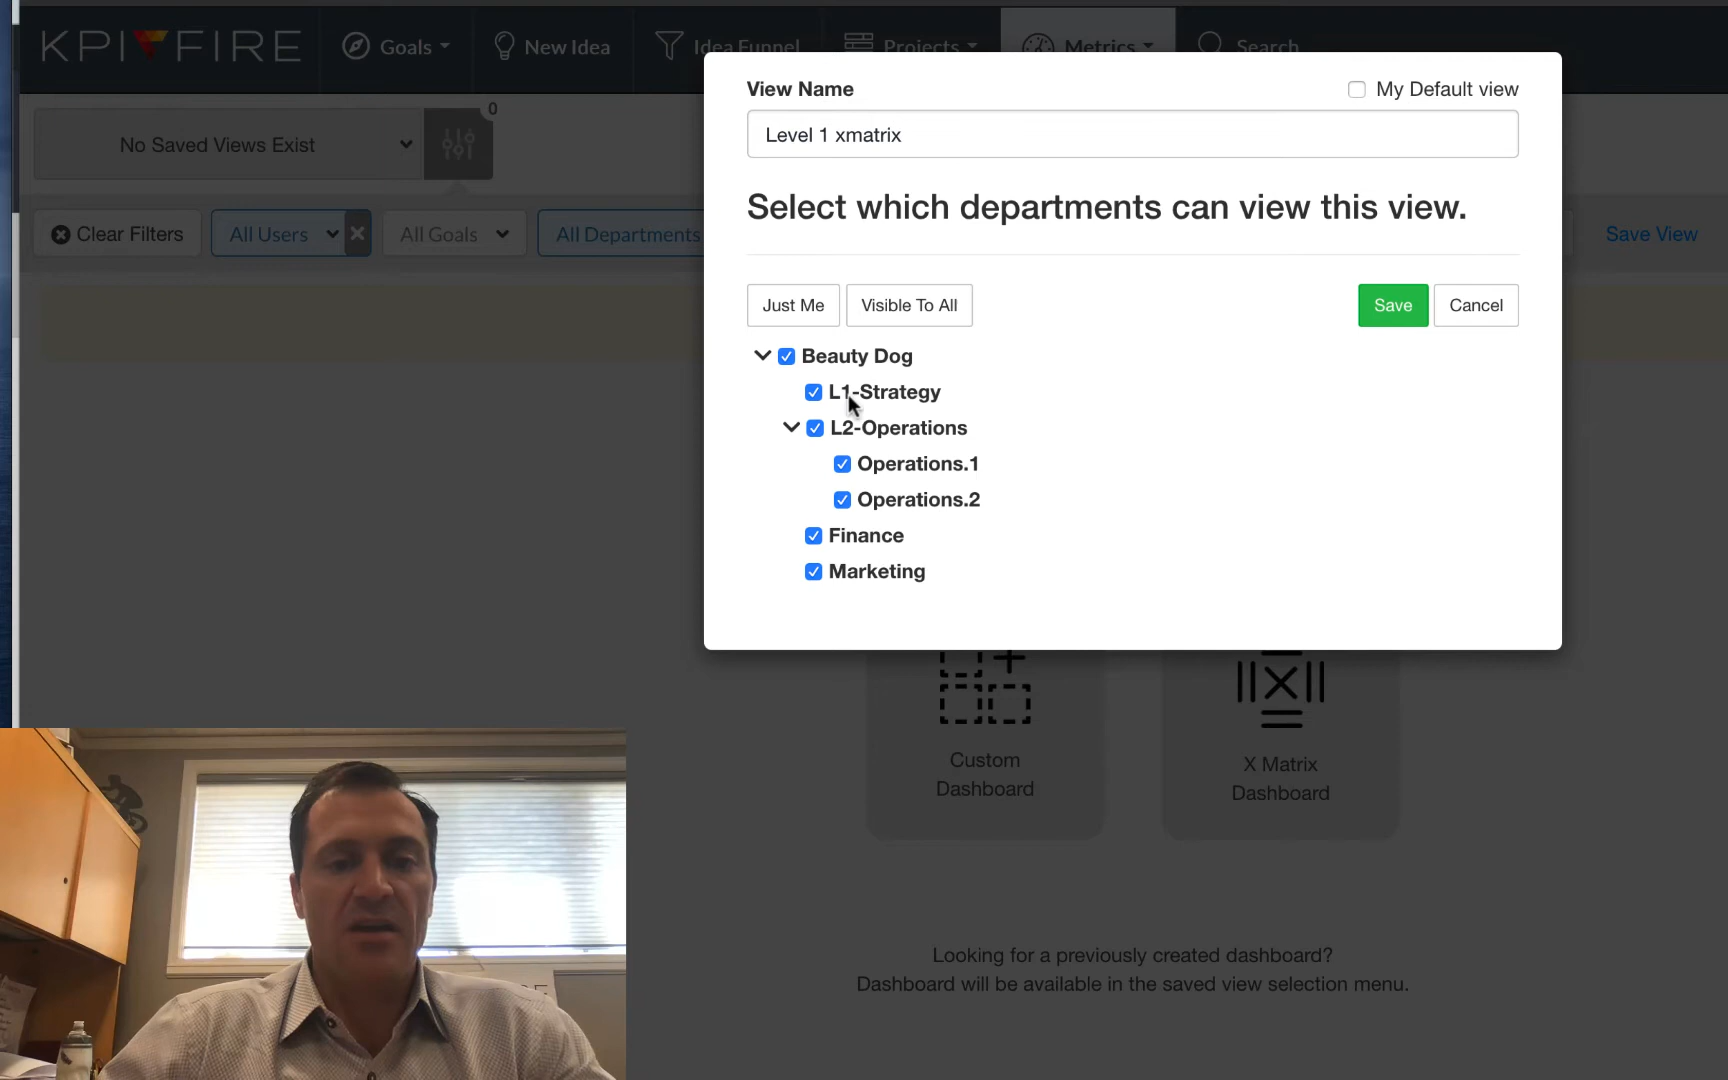 KPI FIRE
Goals
New Idea
Idea Funnel
Projects
Metrics
Search
View Name
My Default view
Level 1 xmatrix
No Saved Views Exist
0
Select which departments can view this view.
Clear Filters
All Users
All Goals
All Departments
Save View
Just Me
Visible To All
Save
Cancel
Beauty Dog
L1-Strategy
L2-Operations
Operations.1
Operations.2
Finance
Marketing
Custom
Dashboard
X Matrix
Dashboard
Looking for a previously created dashboard?
Dashboard will be available in the saved view selection menu.